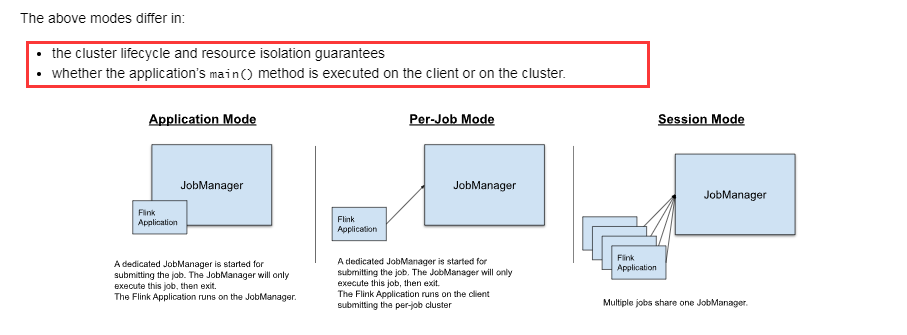 The above modes differ in:
the cluster lifecycle and resource isolation guarantees
whether the application's main() method is executed on the client or on the cluster.
Application Mode
JobManager
Flink
Application
A dedicated JobManager is started for
submitting the job. The JobManager will only
execute this job, then exit.
The Flink Application runs on the JobManager.
Per-Job Mode
JobManager
Flink
Application
A dedicated JobManager is started for
submitting the job. The JobManager will only
execute this job, then exit.
The Flink Application runs on the client
submitting the per-job cluster
Session Mode
JobManager
Flink
Application
Multiple jobs share one JobManager.